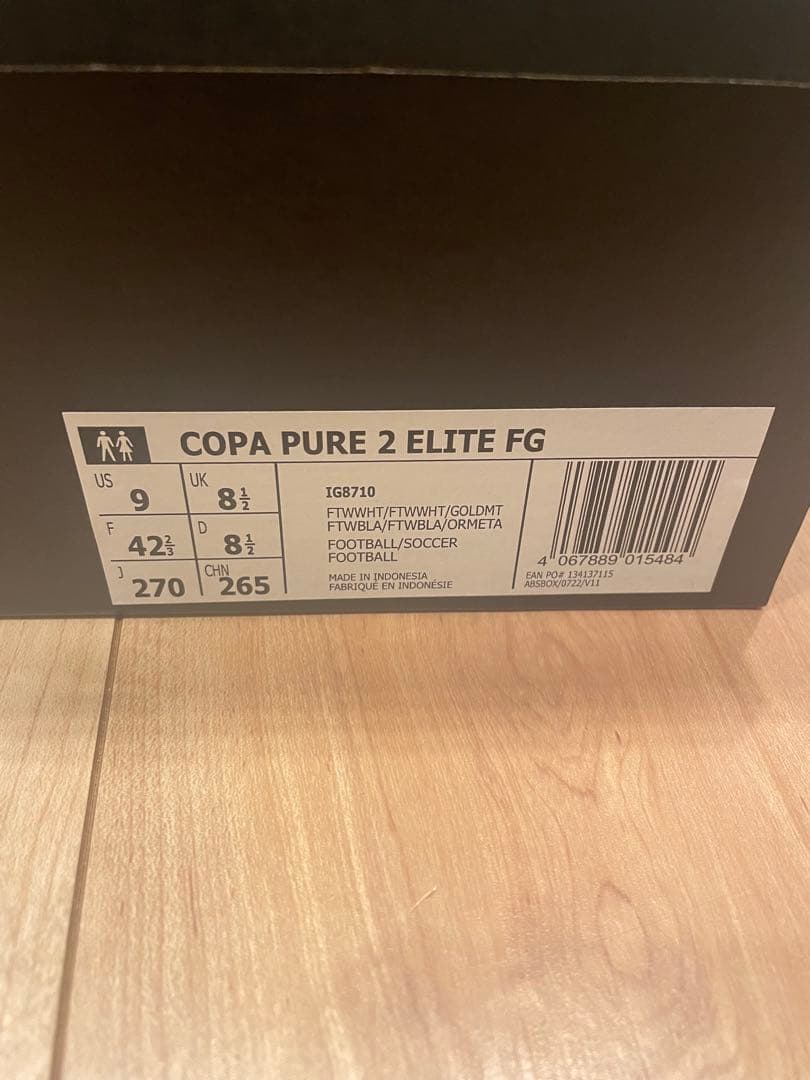 COPA PURE 2 ELITE FG
US 9 UK 8½
F 42⅔ D 8½
J 270 CHN 265
IG8710
FTWWHT/FTWWHT/GOLDMT
FTWBLA/FTWBLA/ORMETA
FOOTBALL/SOCCER
FOOTBALL
MADE IN INDONESIA
FABRIQUÉ EN INDONÉSIE
4 067889 015484
EAN PO# 134137115
ABSBOX/0722/V11